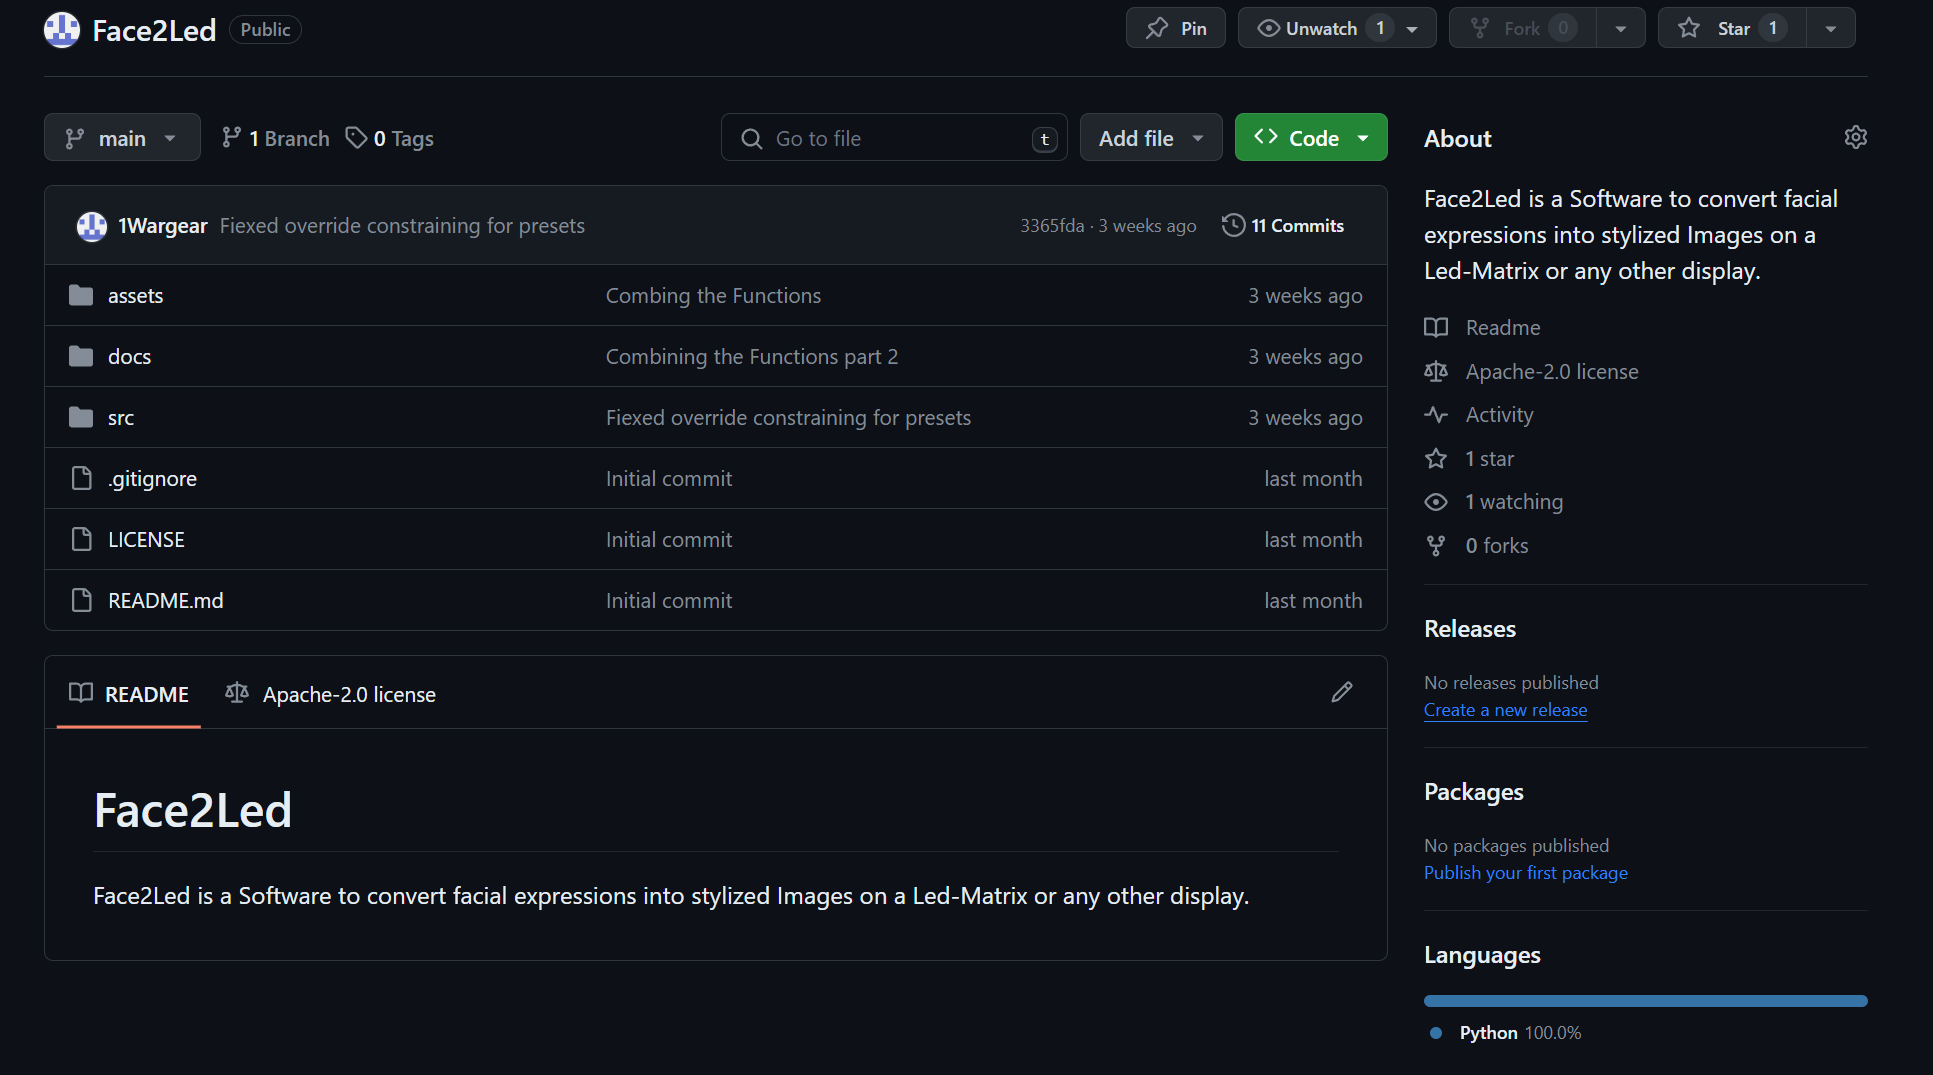 Face2Led Public
Pin
Unwatch 1
Fork 0
Star 1
main
1 Branch
0 Tags
Go to file t
Add file
Code
1Wargear Fiexed override constraining for presets 3365fda · 3 weeks ago 11 Commits
assets Combing the Functions 3 weeks ago
docs Combining the Functions part 2 3 weeks ago
src Fiexed override constraining for presets 3 weeks ago
.gitignore Initial commit last month
LICENSE Initial commit last month
README.md Initial commit last month
README Apache-2.0 license
Face2Led
Face2Led is a Software to convert facial expressions into stylized Images on a Led-Matrix or any other display.
About
Face2Led is a Software to convert facial
expressions into stylized Images on a
Led-Matrix or any other display.
Readme
Apache-2.0 license
Activity
1 star
1 watching
0 forks
Releases
No releases published
Create a new release
Packages
No packages published
Publish your first package
Languages
Python 100.0%